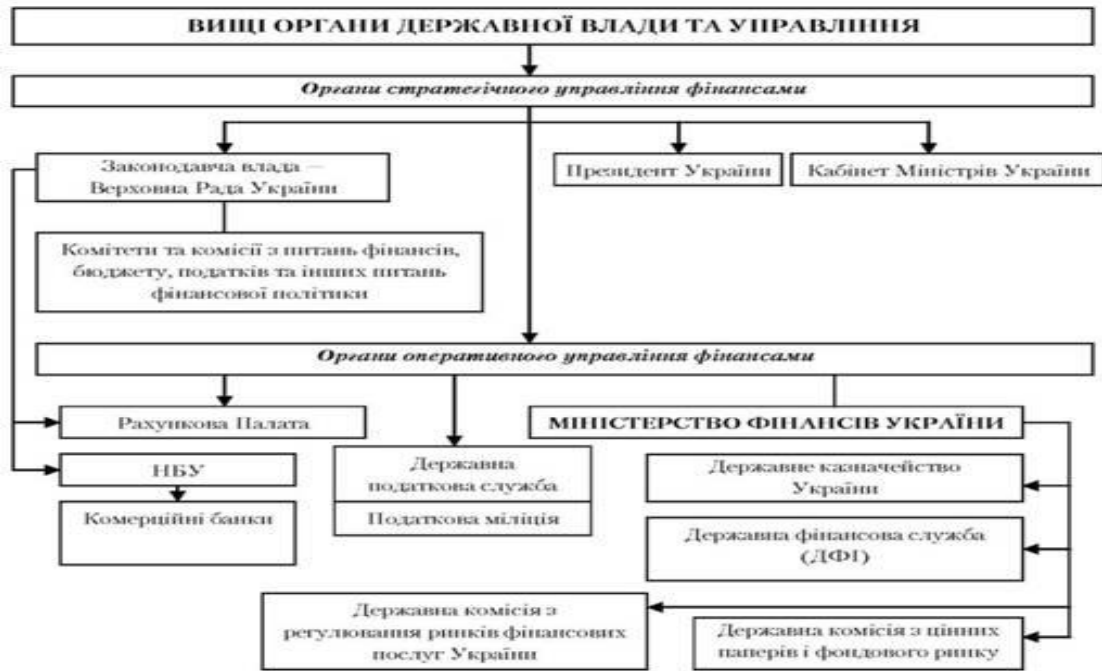 ВИЩІ ОРГАНИ ДЕРЖАВНОЇ ВЛАДИ ТА УПРАВЛІННЯ
Органи стратегічного управління фінансами
Законодавча влада –
Верховна Рада України
Президент України
Кабінет Міністрів України
Комітети та комісії з питань фінансів,
бюджету, податків та інших питань
фінансової політики
Органи оперативного управління фінансами
Рахункова Палата
МІНІСТЕРСТВО ФІНАНСІВ УКРАЇНИ
НБУ
Комерційні банки
Державна
податкова служба
Податкова міліція
Державне казначейство
України
Державна фінансова служба
(ДФІ)
Державна комісія з
регулювання ринків фінансових
послуг України
Державна комісія з цінних
паперів і фондового ринку